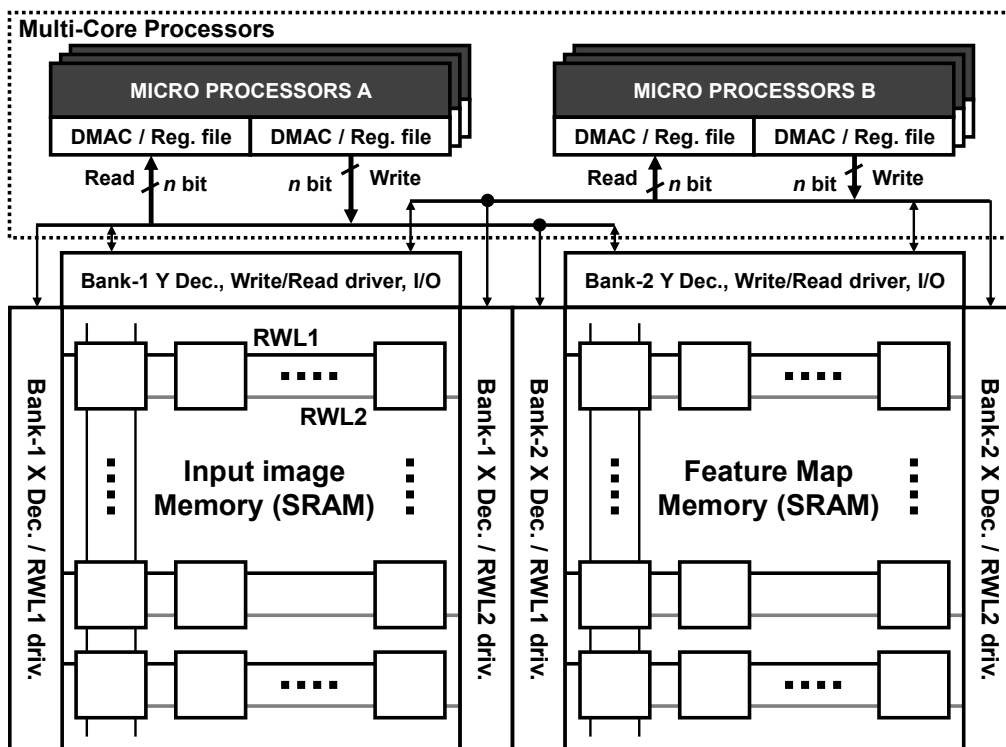 Multi-Core Processors
MICRO PROCESSORS A
DMAC / Reg. file
DMAC / Reg. file
Read
n bit
n bit
Write
MICRO PROCESSORS B
DMAC / Reg. file
DMAC / Reg. file
Read
n bit
n bit
Write
Bank-1 Y Dec., Write/Read driver, I/O
Bank-2 Y Dec., Write/Read driver, I/O
Bank-1 X Dec. / RWL1 driv.
RWL1
RWL2
Input image
Memory (SRAM)
Bank-1 X Dec. / RWL2 driv.
Bank-2 X Dec. / RWL1 driv.
Feature Map
Memory (SRAM)
Bank-2 X Dec. / RWL2 driv.